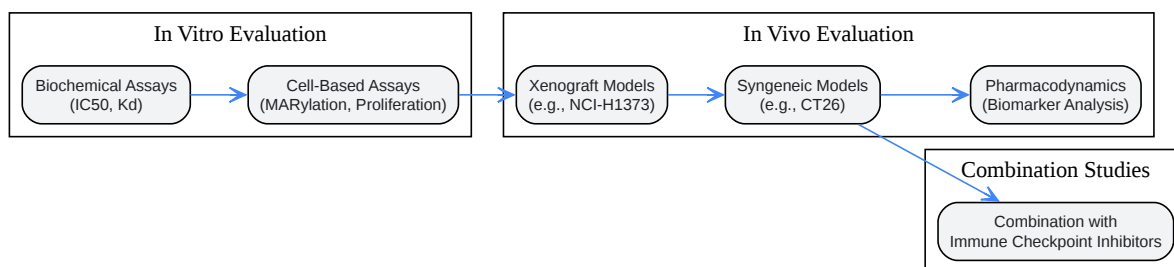 In Vitro Evaluation
Biochemical Assays
(IC50, Kd)
Cell-Based Assays
(MARylation, Proliferation)
In Vivo Evaluation
Xenograft Models
(e.g., NCI-H1373)
Syngeneic Models
(e.g., CT26)
Pharmacodynamics
(Biomarker Analysis)
Combination Studies
Combination with
Immune Checkpoint Inhibitors